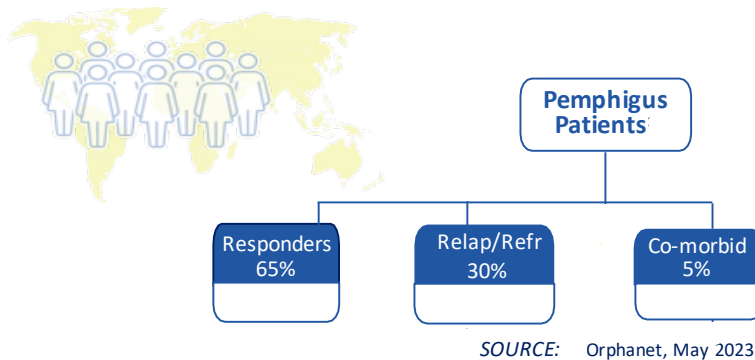 Pemphigus
Patients
Responders
65%
Relap/Refr
30%
Co-morbid
5%
SOURCE: Orphanet, May 2023